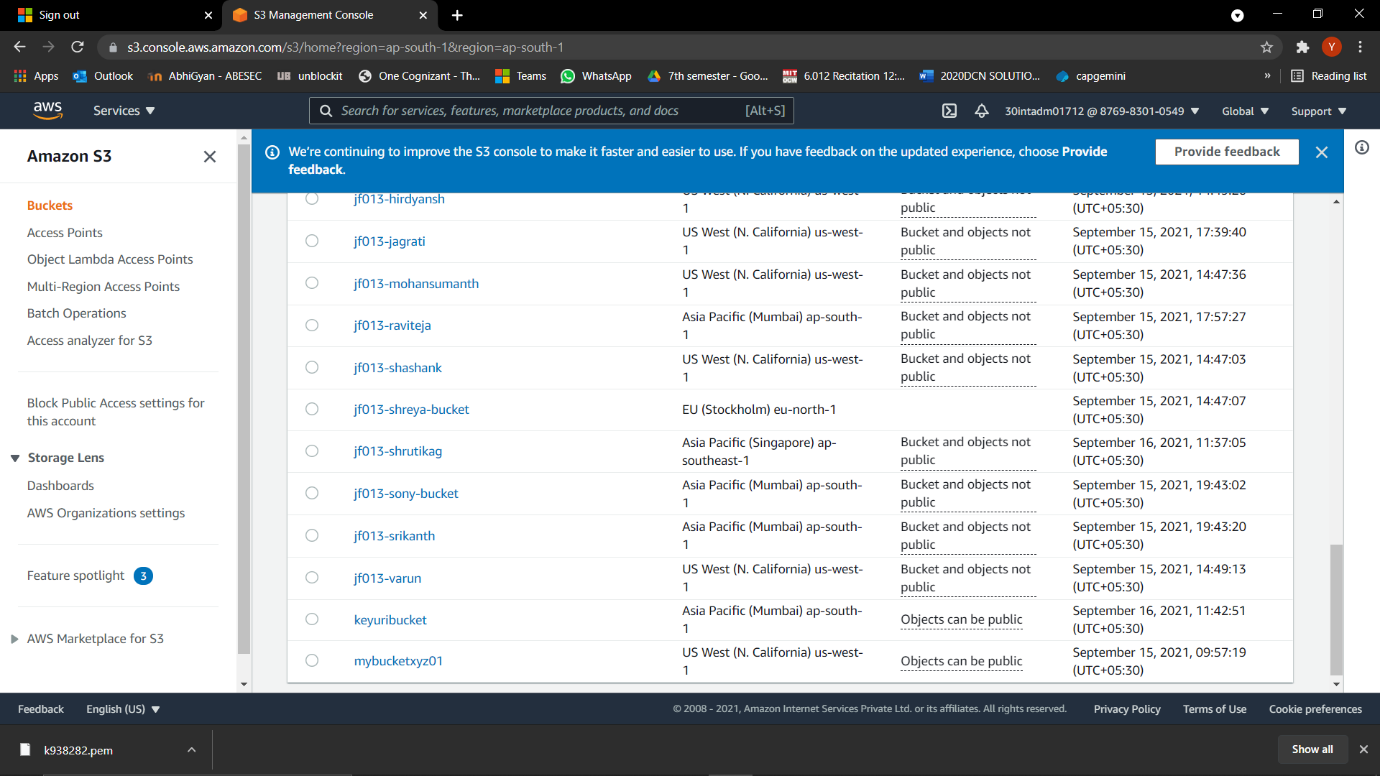 Sign out
S3 Management Console
s3.console.aws.amazon.com/s3/home?region=ap-south-1&region=ap-south-1
Y
Apps
Outlook
AbhiGyan - ABESEC
UB unblockit
One Cognizant - Th...
Teams
WhatsApp
7th semester - Goo...
MIT OCW 6.012 Recitation 12:...
2020DCN SOLUTIO...
capgemini
»
Reading list
aws
Services
Search for services, features, marketplace products, and docs
[Alt+S]
30intadm01712 @ 8769-8301-0549
Global
Support
Amazon S3
Buckets
Access Points
Object Lambda Access Points
Multi-Region Access Points
Batch Operations
Access analyzer for S3
Block Public Access settings for
this account
Storage Lens
Dashboards
AWS Organizations settings
Feature spotlight 3
AWS Marketplace for S3
We're continuing to improve the S3 console to make it faster and easier to use. If you have feedback on the updated experience, choose Provide
feedback.
Provide feedback
jf013-hirdyansh
1
public
(UTC+05:30)
jf013-jagrati
US West (N. California) us-west-
1
Bucket and objects not
public
September 15, 2021, 17:39:40
(UTC+05:30)
jf013-mohansumanth
US West (N. California) us-west-
1
Bucket and objects not
public
September 15, 2021, 14:47:36
(UTC+05:30)
jf013-raviteja
Asia Pacific (Mumbai) ap-south-
1
Bucket and objects not
public
September 15, 2021, 17:57:27
(UTC+05:30)
jf013-shashank
US West (N. California) us-west-
1
Bucket and objects not
public
September 15, 2021, 14:47:03
(UTC+05:30)
jf013-shreya-bucket
EU (Stockholm) eu-north-1
September 15, 2021, 14:47:07
(UTC+05:30)
jf013-shrutikag
Asia Pacific (Singapore) ap-
southeast-1
Bucket and objects not
public
September 16, 2021, 11:37:05
(UTC+05:30)
jf013-sony-bucket
Asia Pacific (Mumbai) ap-south-
1
Bucket and objects not
public
September 15, 2021, 19:43:02
(UTC+05:30)
jf013-srikanth
Asia Pacific (Mumbai) ap-south-
1
Bucket and objects not
public
September 15, 2021, 19:43:20
(UTC+05:30)
jf013-varun
US West (N. California) us-west-
1
Bucket and objects not
public
September 15, 2021, 14:49:13
(UTC+05:30)
keyuribucket
Asia Pacific (Mumbai) ap-south-
1
Objects can be public
September 16, 2021, 11:42:51
(UTC+05:30)
mybucketxyz01
US West (N. California) us-west-
1
Objects can be public
September 15, 2021, 09:57:19
(UTC+05:30)
Feedback
English (US)
© 2008 - 2021, Amazon Internet Services Private Ltd. or its affiliates. All rights reserved.
Privacy Policy
Terms of Use
Cookie preferences
k938282.pem
Show all